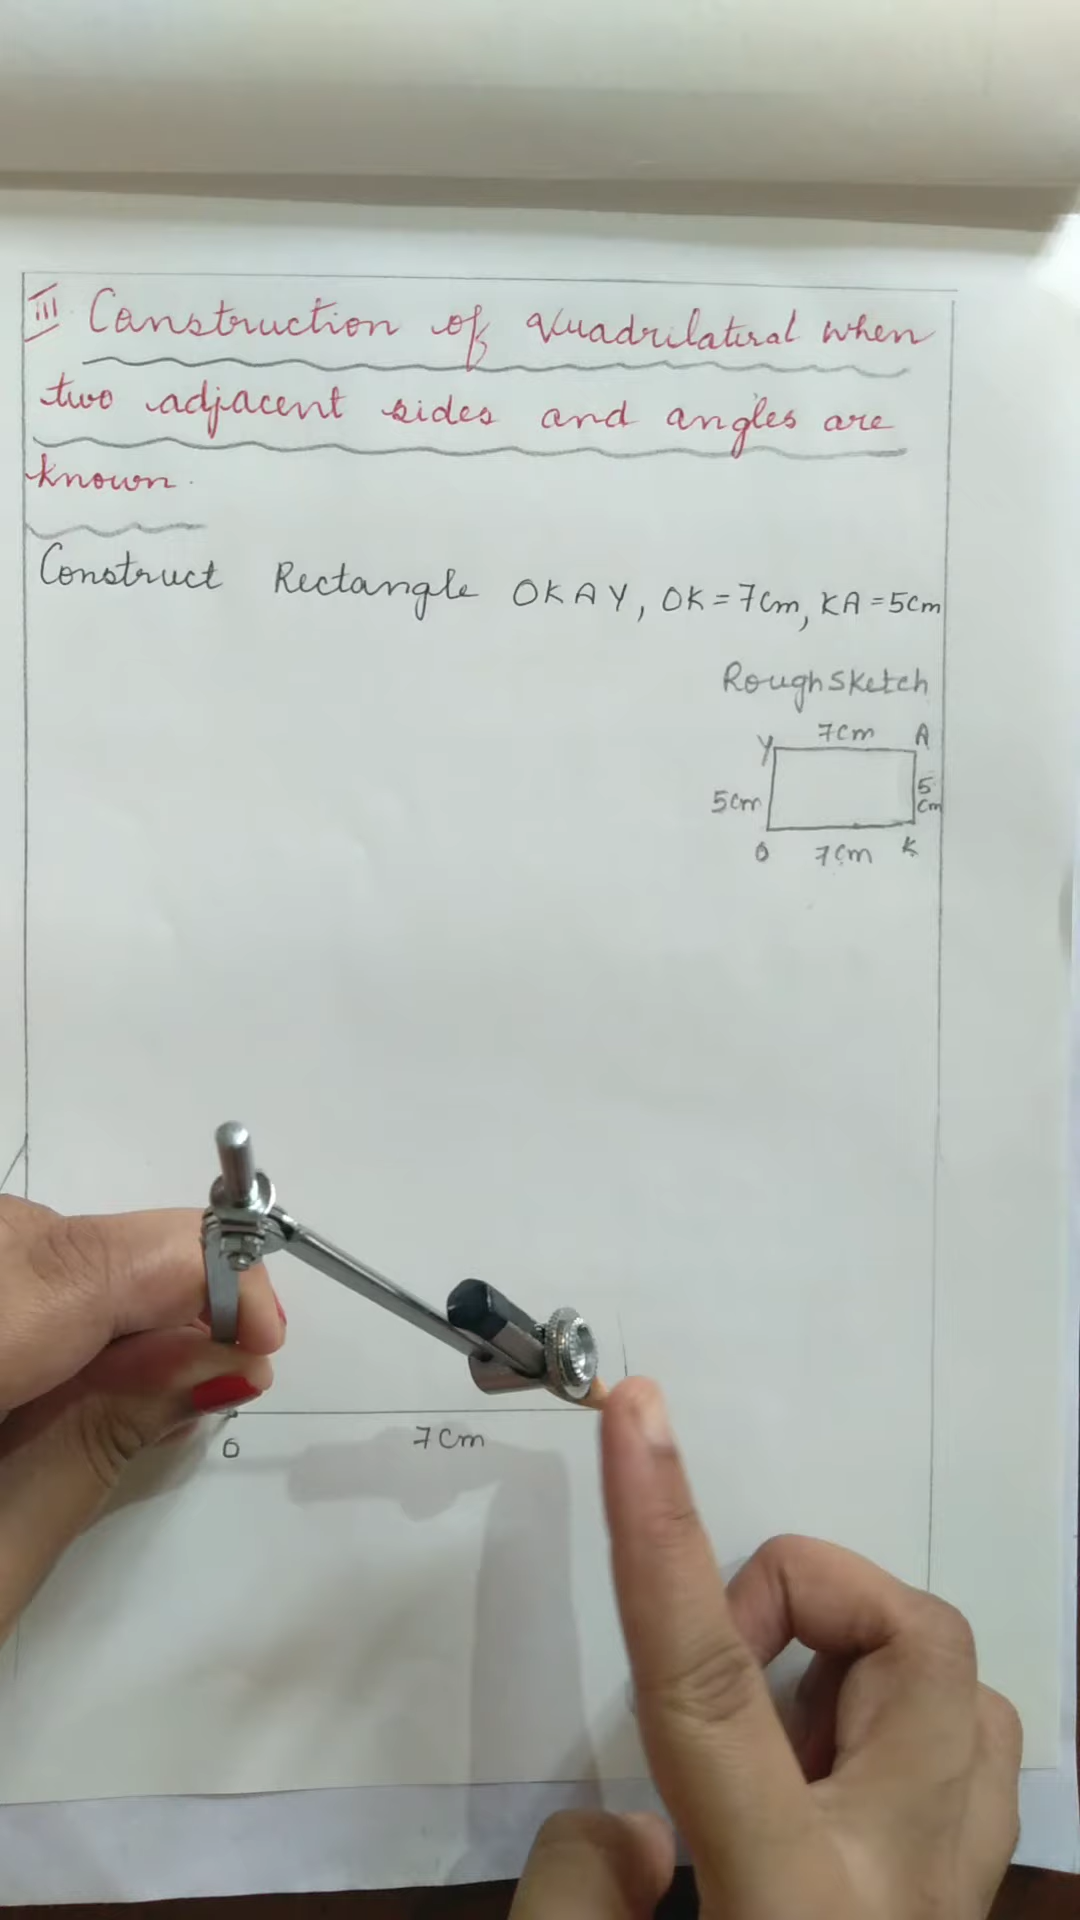 III. Construction of Quadrilateral when
two adjacent sides and angles are
known.
Construct Rectangle OKAY, OK=7cm, KA=5cm
Rough Sketch
Y 7cm A
5cm
5
cm
O 7cm K
O 7cm